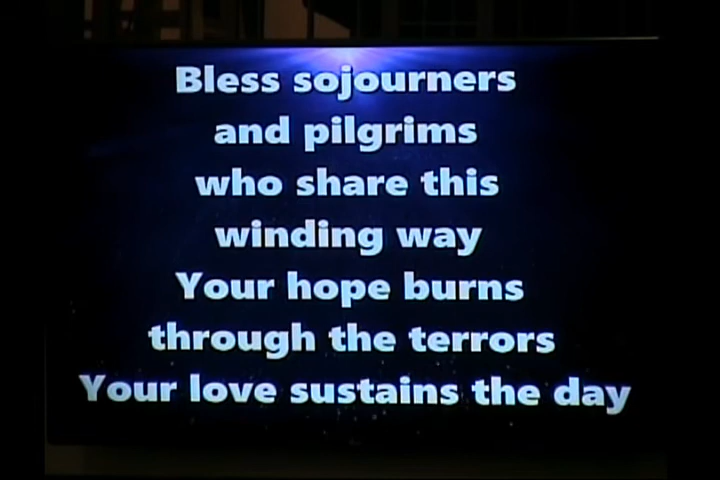 Bless sojourners
and pilgrims
who share this
winding way
Your hope burns
through the terrors
Your love sustains the day